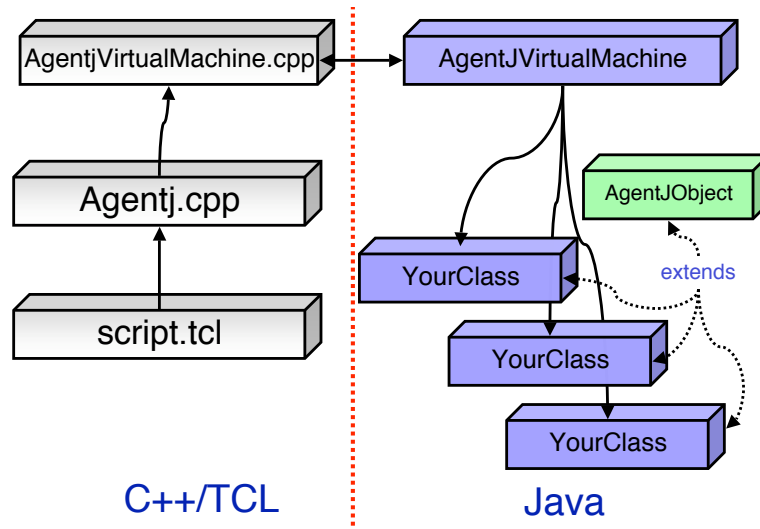 AgentjVirtualMachine.cpp
AgentJVirtualMachine
Agentj.cpp
AgentJObject
YourClass
extends
script.tcl
YourClass
YourClass
C++/TCL
Java